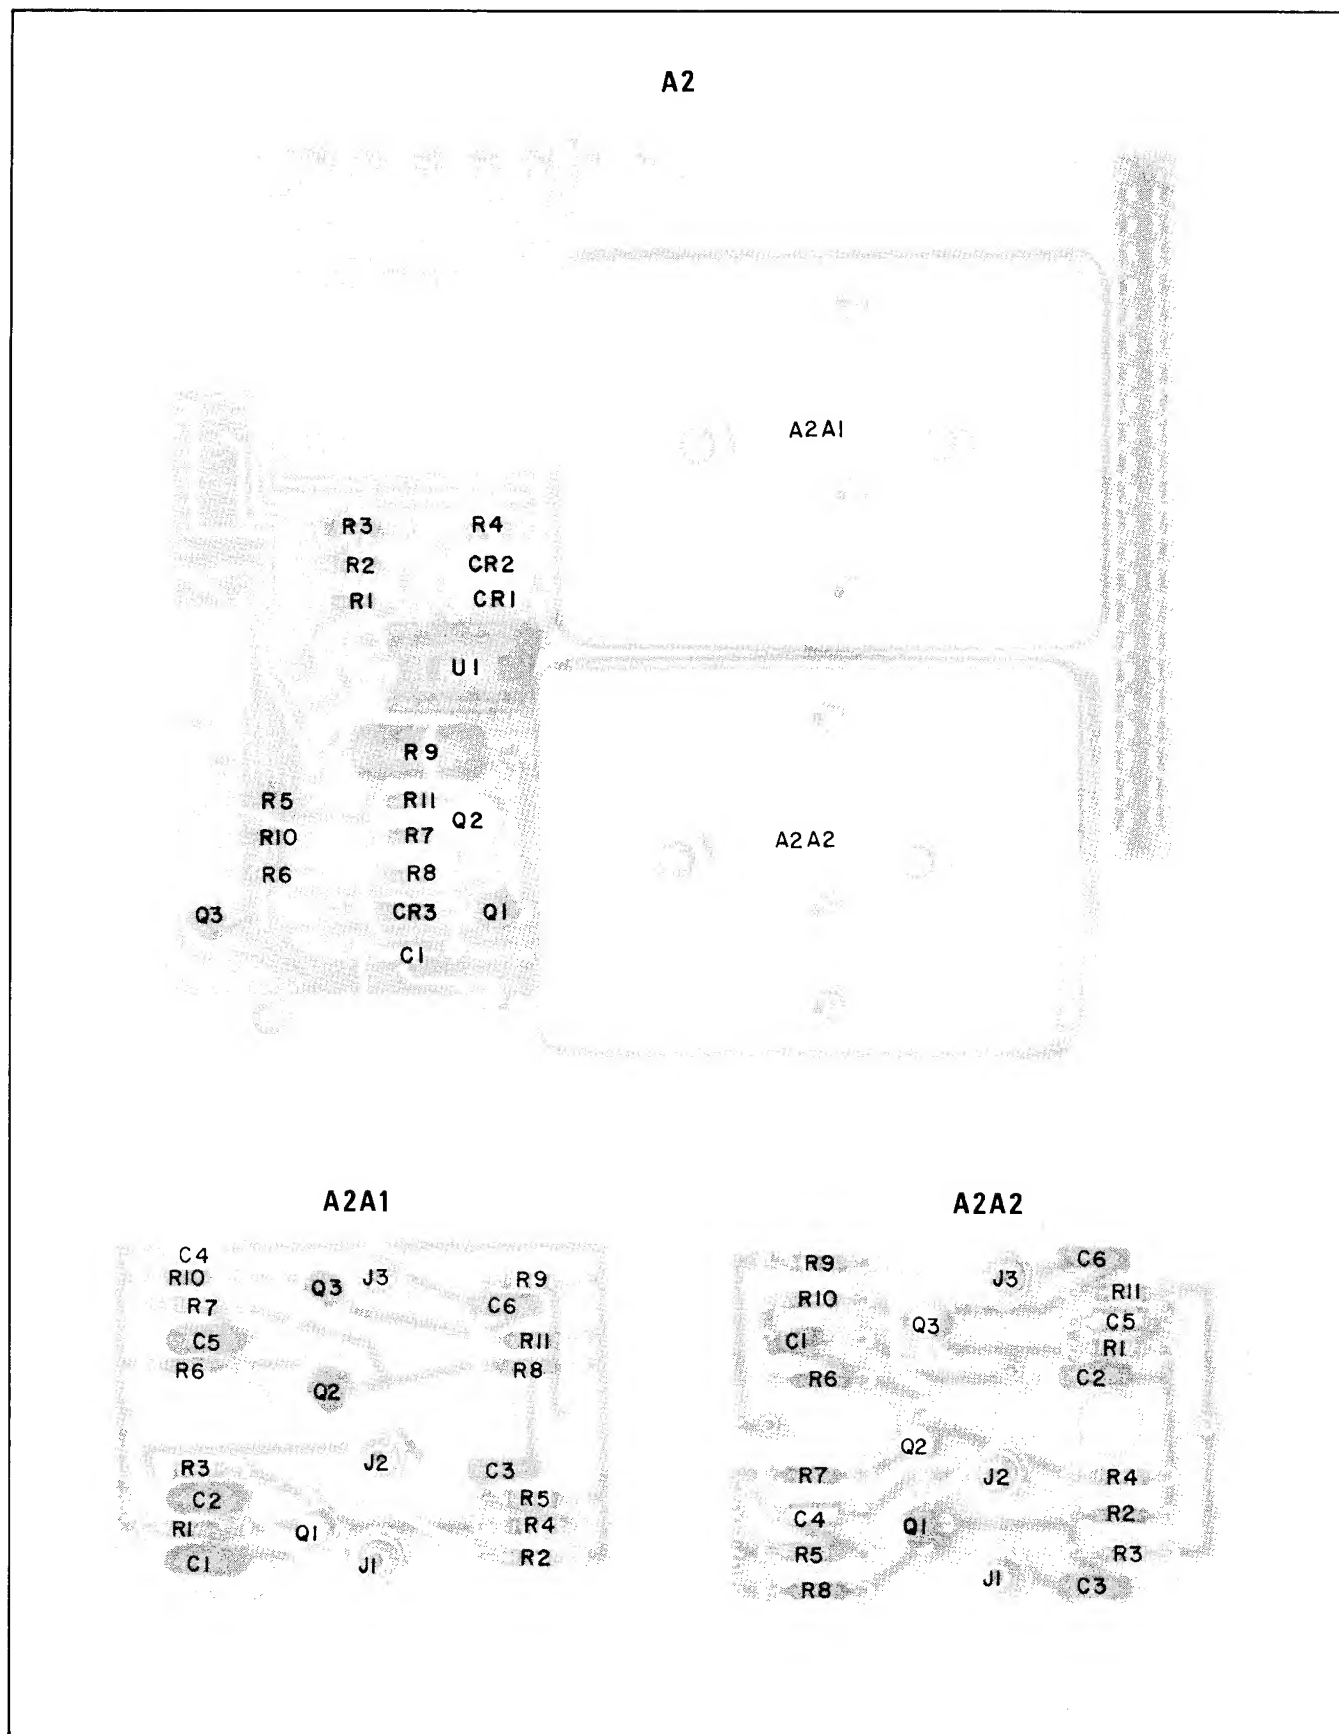 A2
A2A1
R3 R4
R2 CR2
R1 CR1
U1
R9
R5 R11
Q2
R10 R7
A2A2
R6 R8
Q3 CR3 Q1
C1
A2A1
C4
R10 Q3 J3 R9
R7 C6
C5 R11
R6 R8
Q2
R3 J2 C3
C2 R5
R1 Q1 R4
C1 J1 R2
A2A2
R9 J3 C6
R10 R11
Q3 C5
C1 R1
R6 C2
Q2
R7 J2 R4
C4 Q1 R2
R5 R3
R8 J1 C3